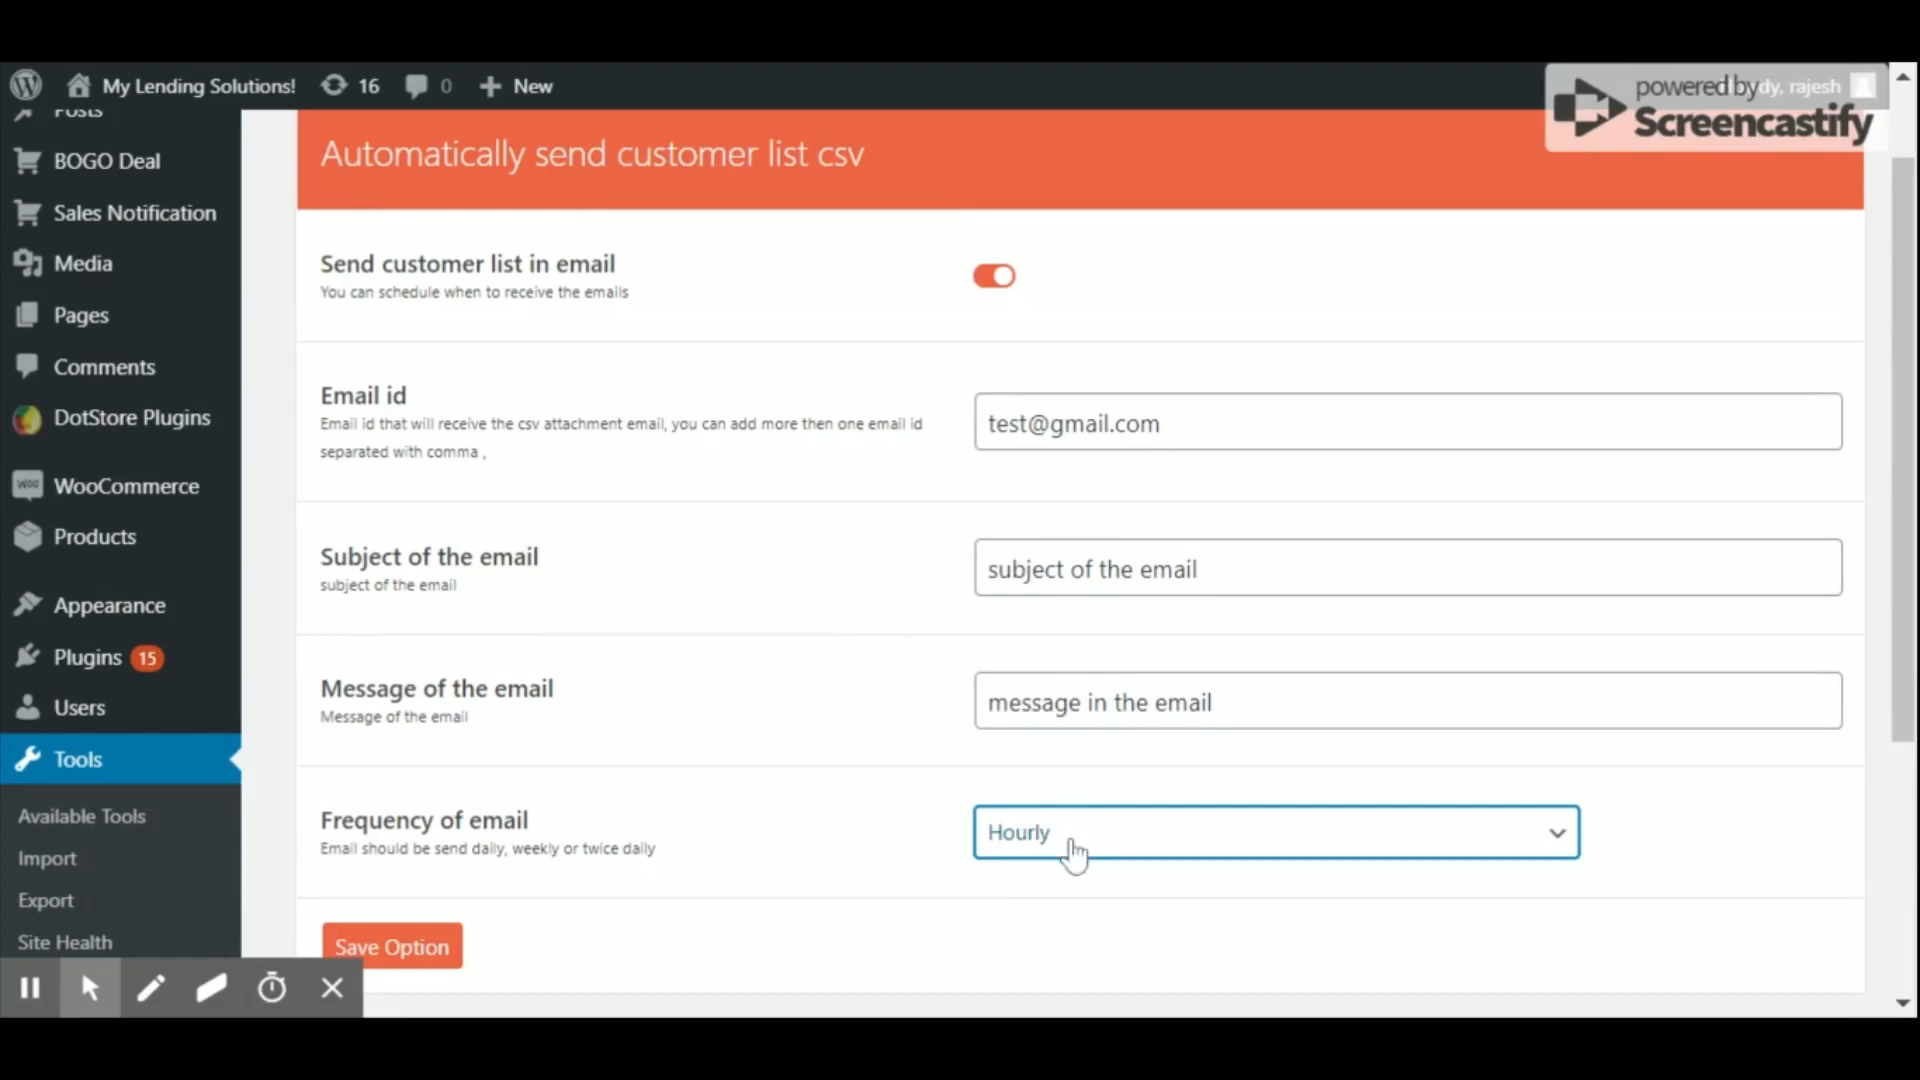 My Lending Solutions!
16
0
New
powered by
dy, rajesh
Screencastify
Posts
BOGO Deal
Sales Notification
Media
Pages
Comments
DotStore Plugins
WOO
WooCommerce
Products
Appearance
Plugins 15
Users
Tools
Available Tools
Import
Export
Site Health
Automatically send customer list csv
Send customer list in email
You can schedule when to receive the emails
Email id
Email id that will receive the csv attachment email, you can add more then one email id
separated with comma ,
test@gmail.com
Subject of the email
subject of the email
subject of the email
Message of the email
Message of the email
message in the email
Frequency of email
Email should be send daily, weekly or twice daily
Hourly
Save Option